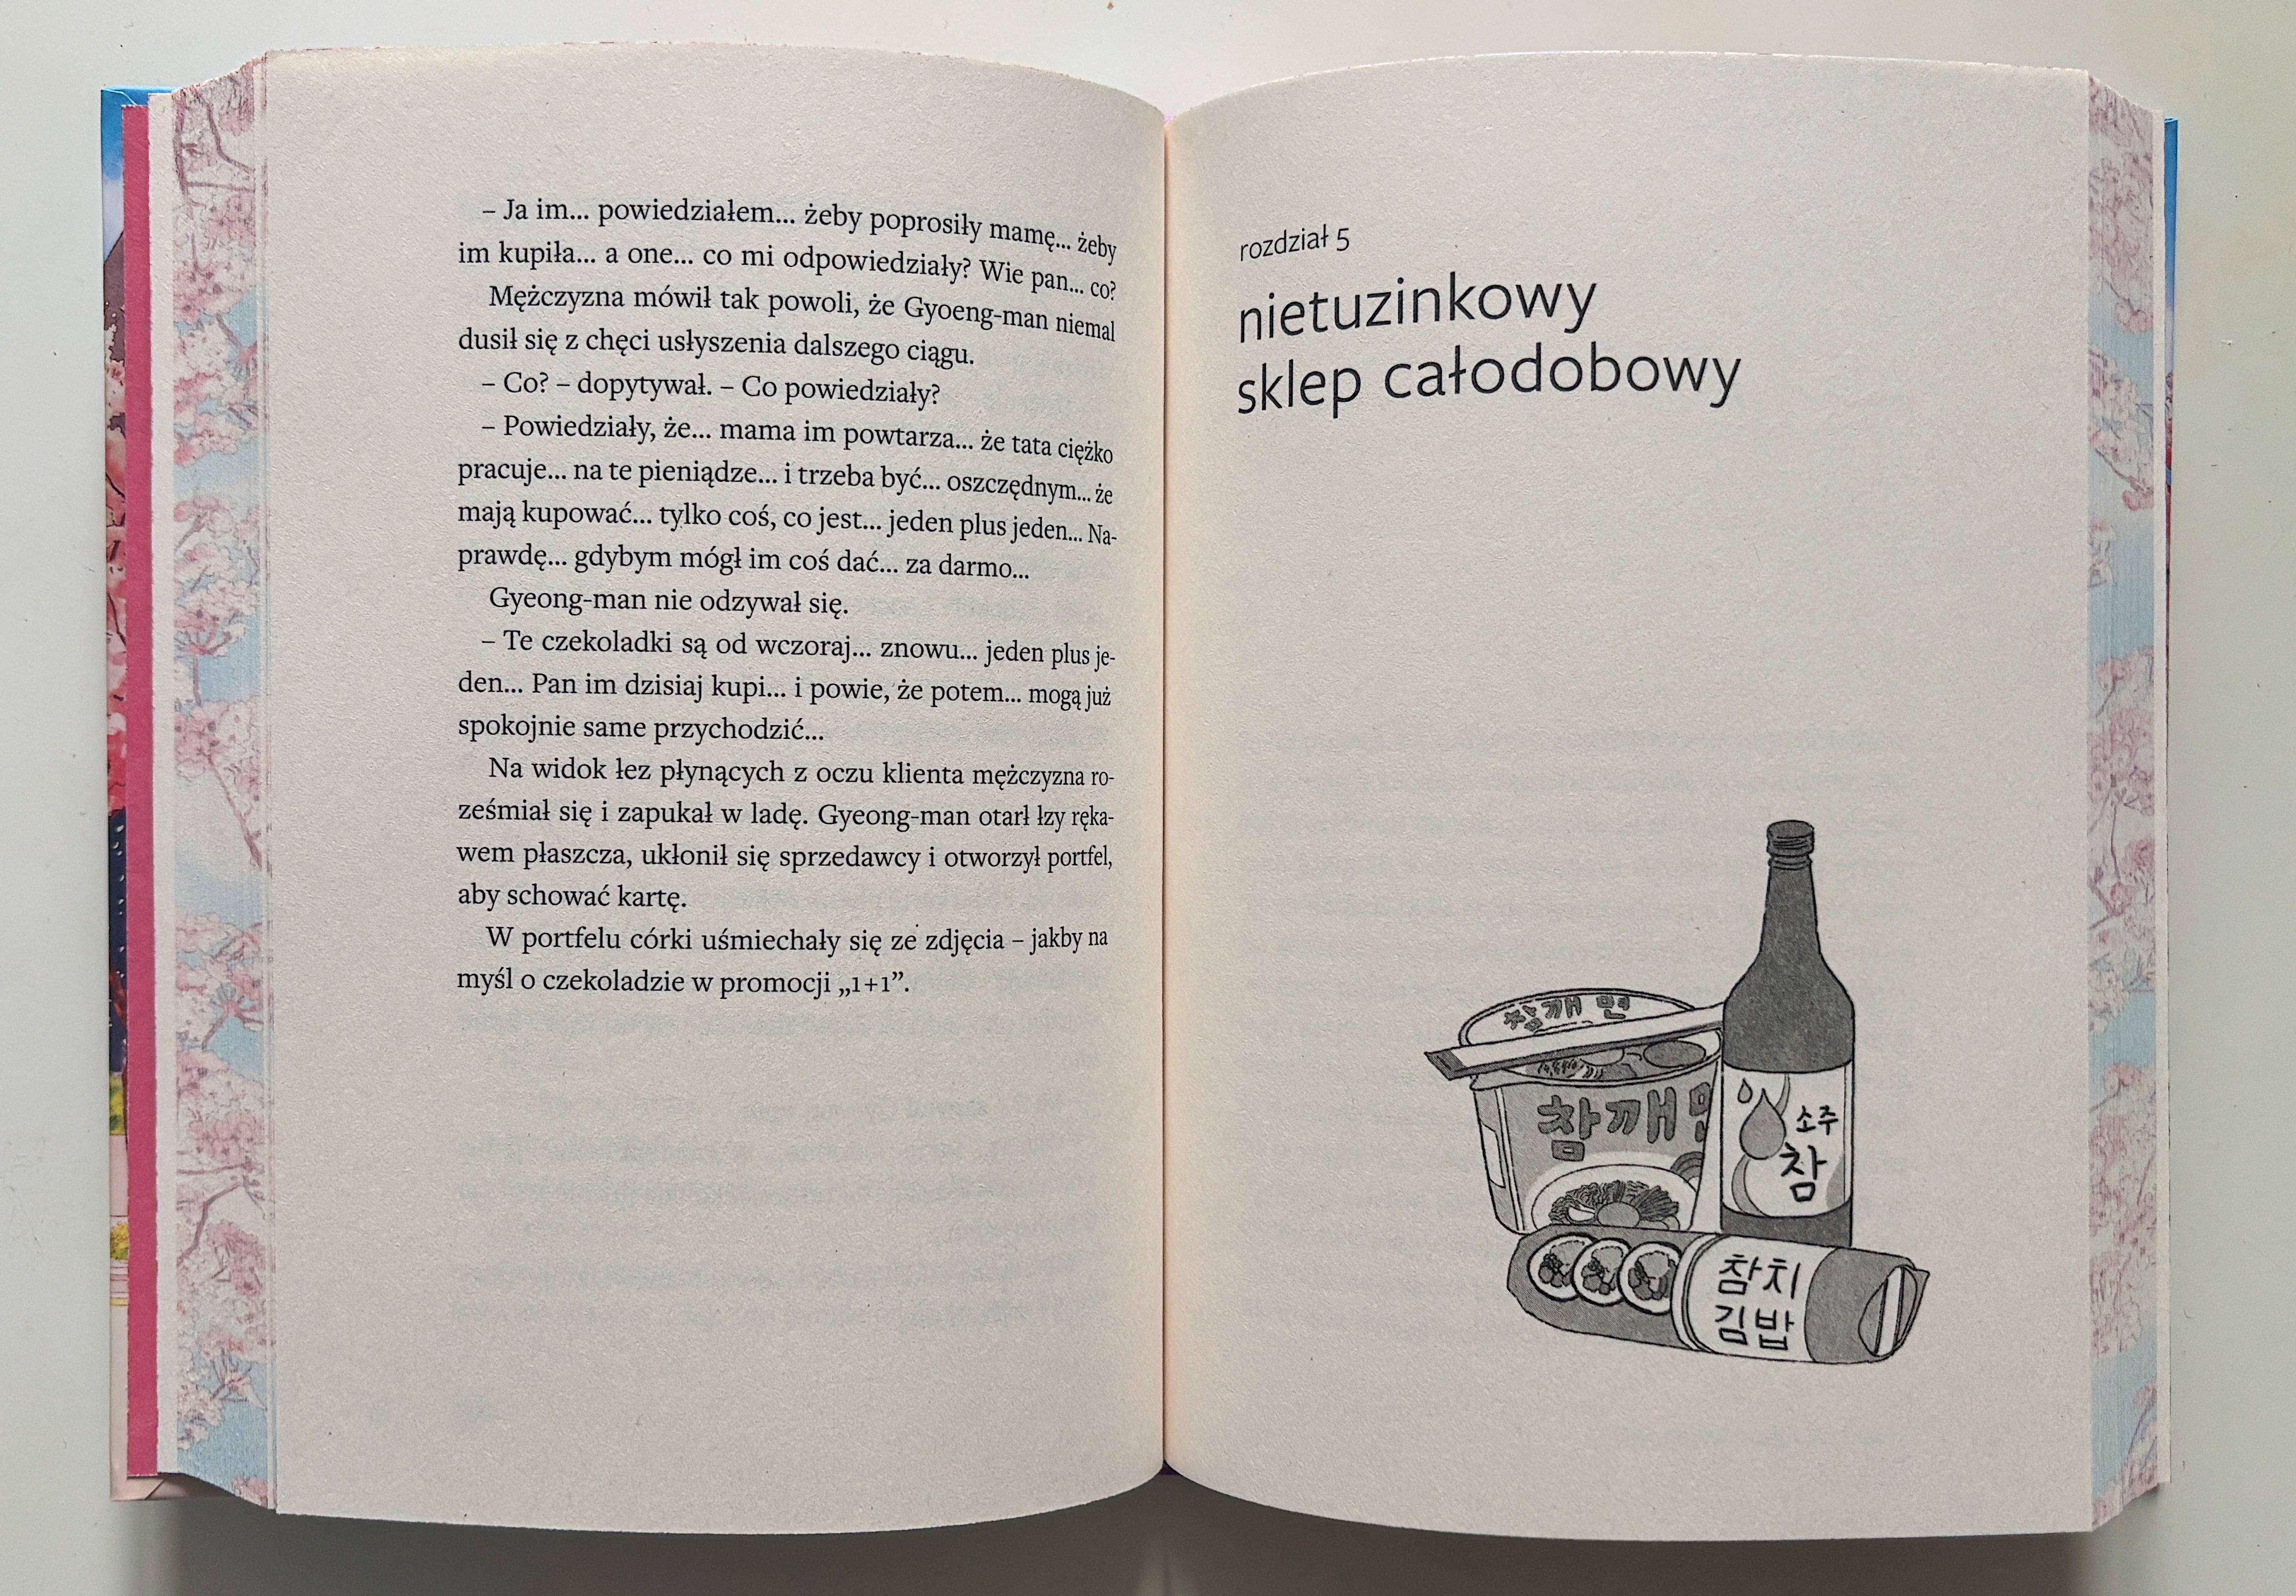 – Ja im... powiedziałem... żeby poprosiły mamę... żeby
im kupiła... a one... co mi odpowiedziały? Wie pan... co?
Mężczyzna mówił tak powoli, że Gyoeng-man niemal
dusił się z chęci usłyszenia dalszego ciągu.
– Co? – dopytywał. – Co powiedziały?
– Powiedziały, że... mama im powtarza... że tata ciężko
pracuje... na te pieniądze... i trzeba być... oszczędnym... że
mają kupować... tylko coś, co jest... jeden plus jeden... Na-
prawdę... gdybym mógł im coś dać... za darmo...
Gyeong-man nie odzywał się.
– Te czekoladki są od wczoraj... znowu... jeden plus je-
den... Pan im dzisiaj kupi... i powie, że potem... mogą już
spokojnie same przychodzić...
Na widok łez płynących z oczu klienta mężczyzna ro-
ześmiał się i zapukał w ladę. Gyeong-man otarł łzy ręka-
wem płaszcza, ukłonił się sprzedawcy i otworzył portfel,
aby schować kartę.
W portfelu córki uśmiechały się ze zdjęcia – jakby na
myśl o czekoladzie w promocji „1+1”.
rozdział 5
nietuzinkowy
sklep całodobowy
참깨 면
참깨면
소주
참
참치
김밥